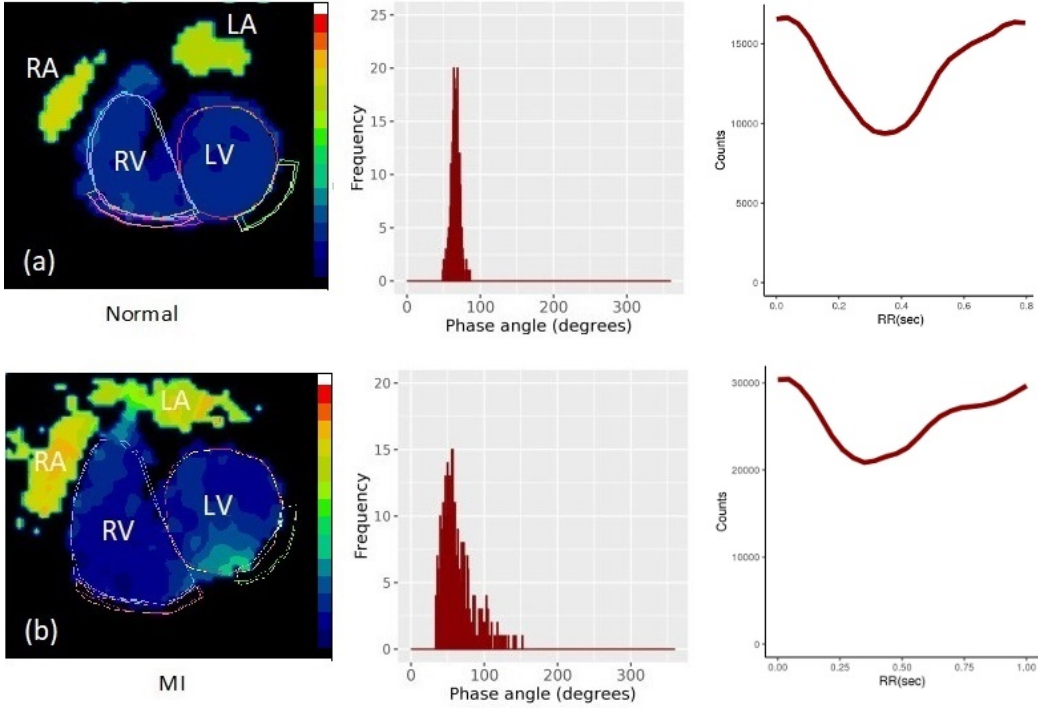 LA
RA
RV
LV
(a)
Normal
Frequency
25
20
15
10
5
0
0
100
200
300
Phase angle (degrees)
Counts
15000
10000
5000
0
0.0
0.2
0.4
0.6
0.8
RR(sec)
LA
RA
RV
LV
(b)
MI
Frequency
20
15
10
5
0
0
100
200
300
Phase angle (degrees)
Counts
30000
20000
10000
0
0.00
0.25
0.50
0.75
1.00
RR(sec)